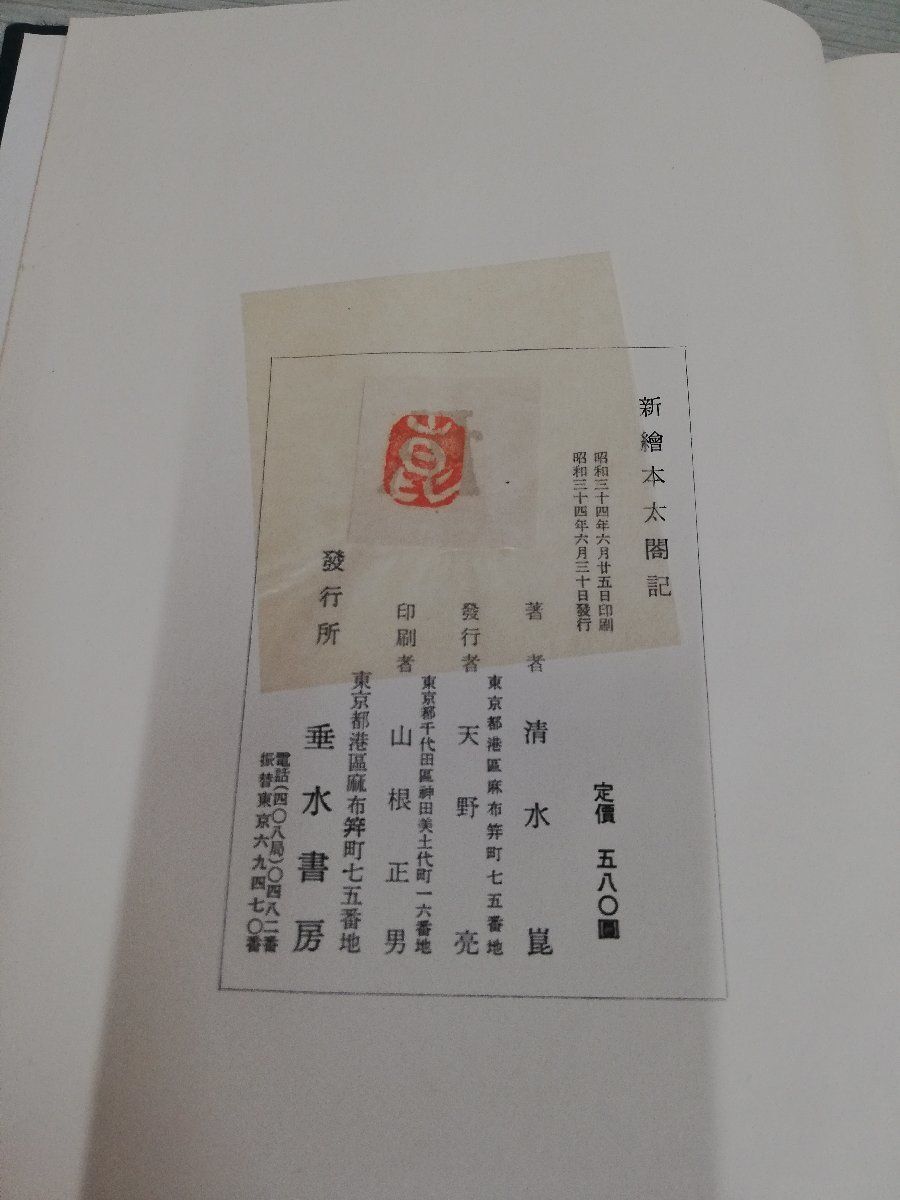 新繪本太閤記
昭和三十四年六月廿五日印刷
昭和三十四年六月三十日發行
定價 五八〇圓
著者 清水崑
發行者 天野亮
東京都港區麻布笄町七五番地
印刷者 山根正男
東京都千代田區神田美土代町一六番地
發行所 垂水書房
東京都港區麻布笄町七五番地
電話(四〇八局)〇四八二番
振替東京六九四七〇番
崑